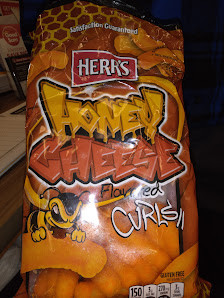 Satisfaction Guaranteed
HERR'S
HONEY
CHEESE
Flavored
CURLS!!
GLUTEN FREE
150